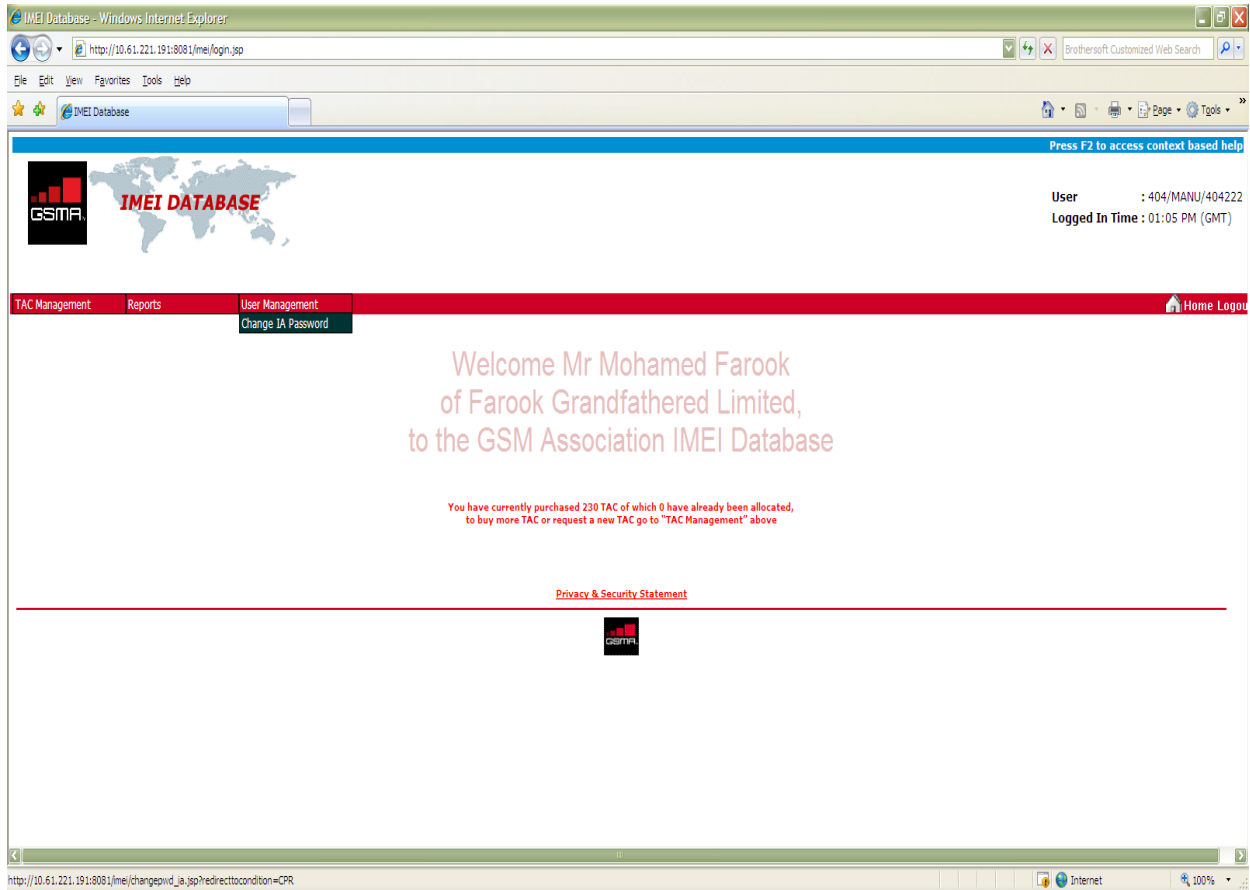 IMEI Database - Windows Internet Explorer
http://10.61.221.191:8081/imei/login.jsp
Brothersoft Customized Web Search
File Edit View Favorites Tools Help
IMEI Database
Page Tools
Press F2 to access context based help
GSMA
IMEI DATABASE
User : 404/MANU/404222
Logged In Time : 01:05 PM (GMT)
TAC Management Reports User Management Home Logou
Change IA Password
Welcome Mr Mohamed Farook
of Farook Grandfathered Limited,
to the GSM Association IMEI Database
You have currently purchased 230 TAC of which 0 have already been allocated,
to buy more TAC or request a new TAC go to "TAC Management" above
Privacy & Security Statement
GSMA
http://10.61.221.191:8081/imei/changepwd_ia.jsp?redirecttocondition=CPR
Internet 100%